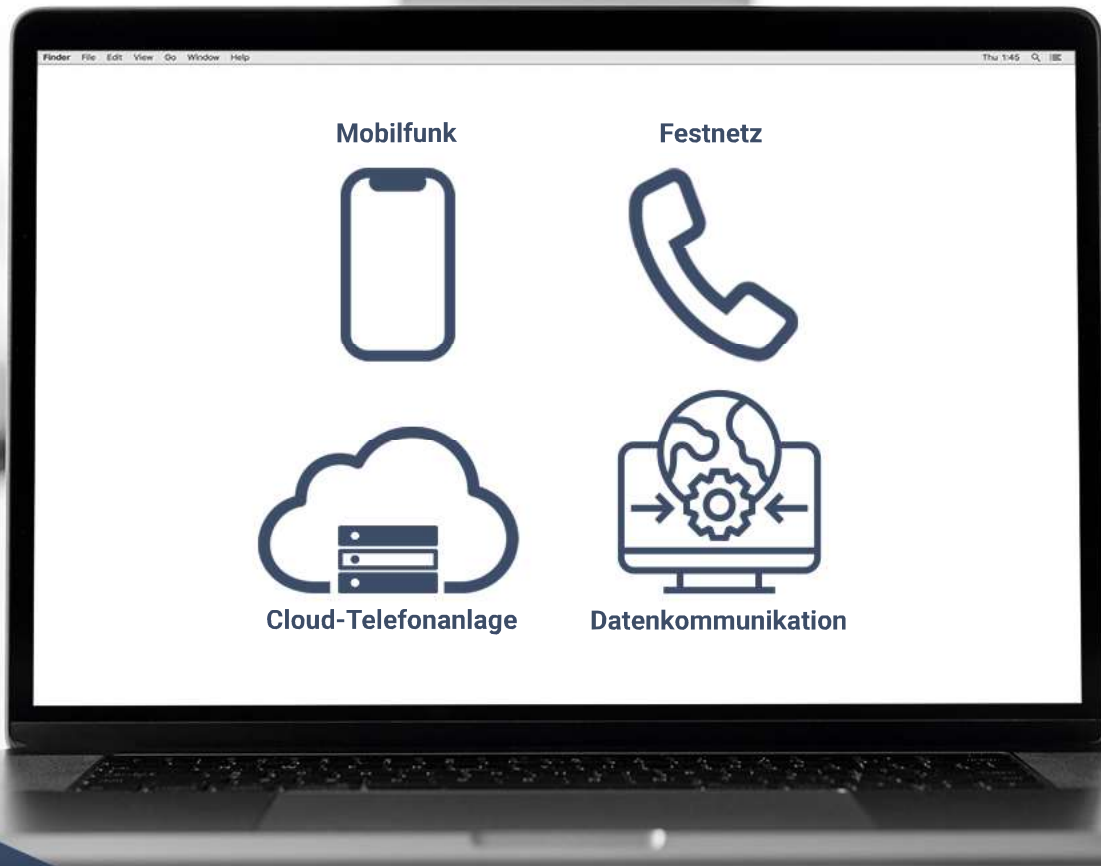 Finder File Edit View Go Window Help Thu 1:45
Mobilfunk Festnetz
Cloud-Telefonanlage Datenkommunikation